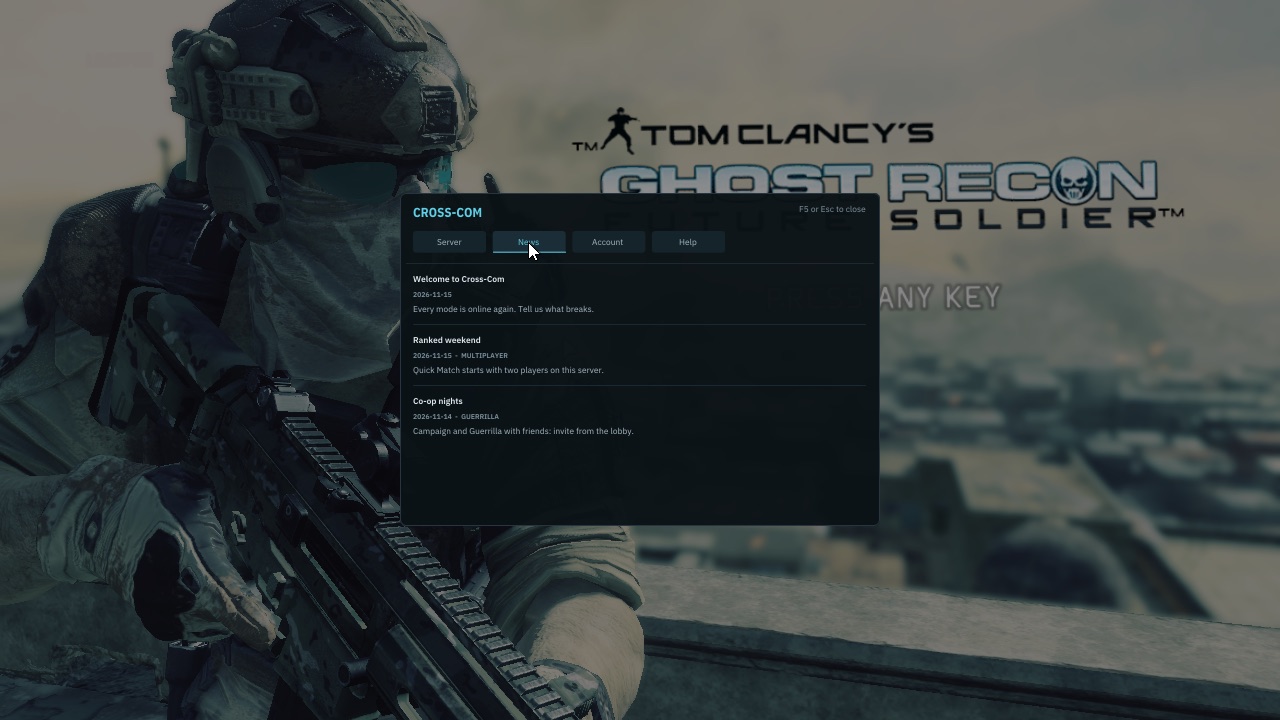 TM TOM CLANCY'S
GHOST RECON
FUTURE SOLDIER TM
CROSS-COM
F5 or Esc to close
Server
News
Account
Help
ANY KEY
Welcome to Cross-Com
2026-11-15
Every mode is online again. Tell us what breaks.
Ranked weekend
2026-11-15 - MULTIPLAYER
Quick Match starts with two players on this server.
Co-op nights
2026-11-14 - GUERRILLA
Campaign and Guerrilla with friends: invite from the lobby.